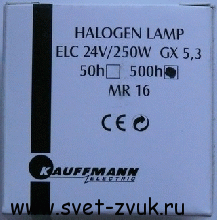 HALOGEN LAMP
ELC 24V/250W GX 5,3
50h 500h
MR 16
CE
KAUFFMANN
ELECTRIC
www.svet-zvuk.ru